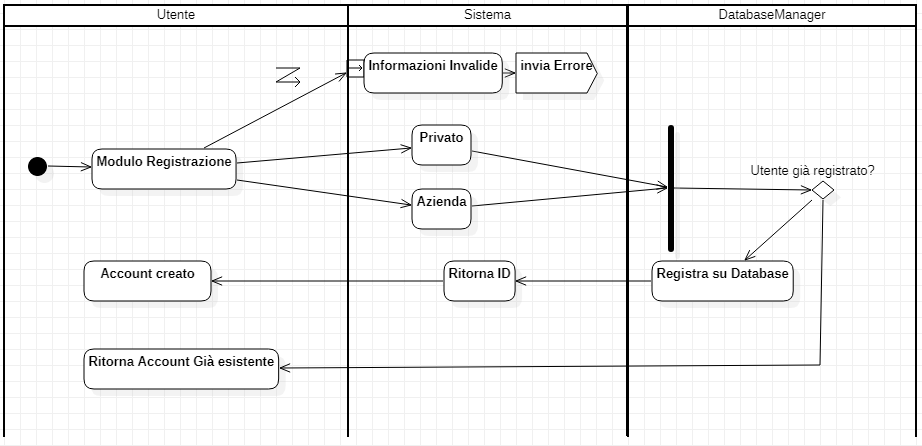 Utente
Sistema
DatabaseManager
Informazioni Invalide
invia Errore
Privato
Modulo Registrazione
Utente già registrato?
Azienda
Account creato
Ritorna ID
Registra su Database
Ritorna Account Già esistente